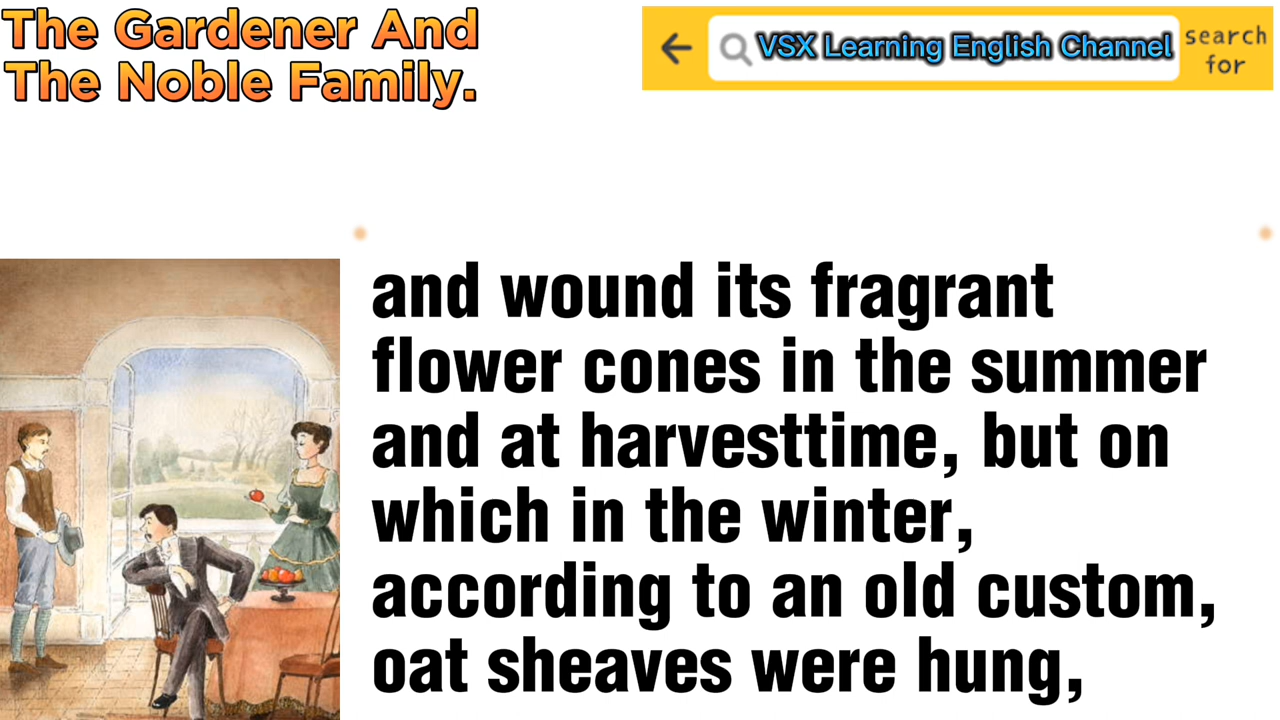 The Gardener And
The Noble Family.
VSX Learning English Channel
search
for
and wound its fragrant
flower cones in the summer
and at harvesttime, but on
which in the winter,
according to an old custom,
oat sheaves were hung,